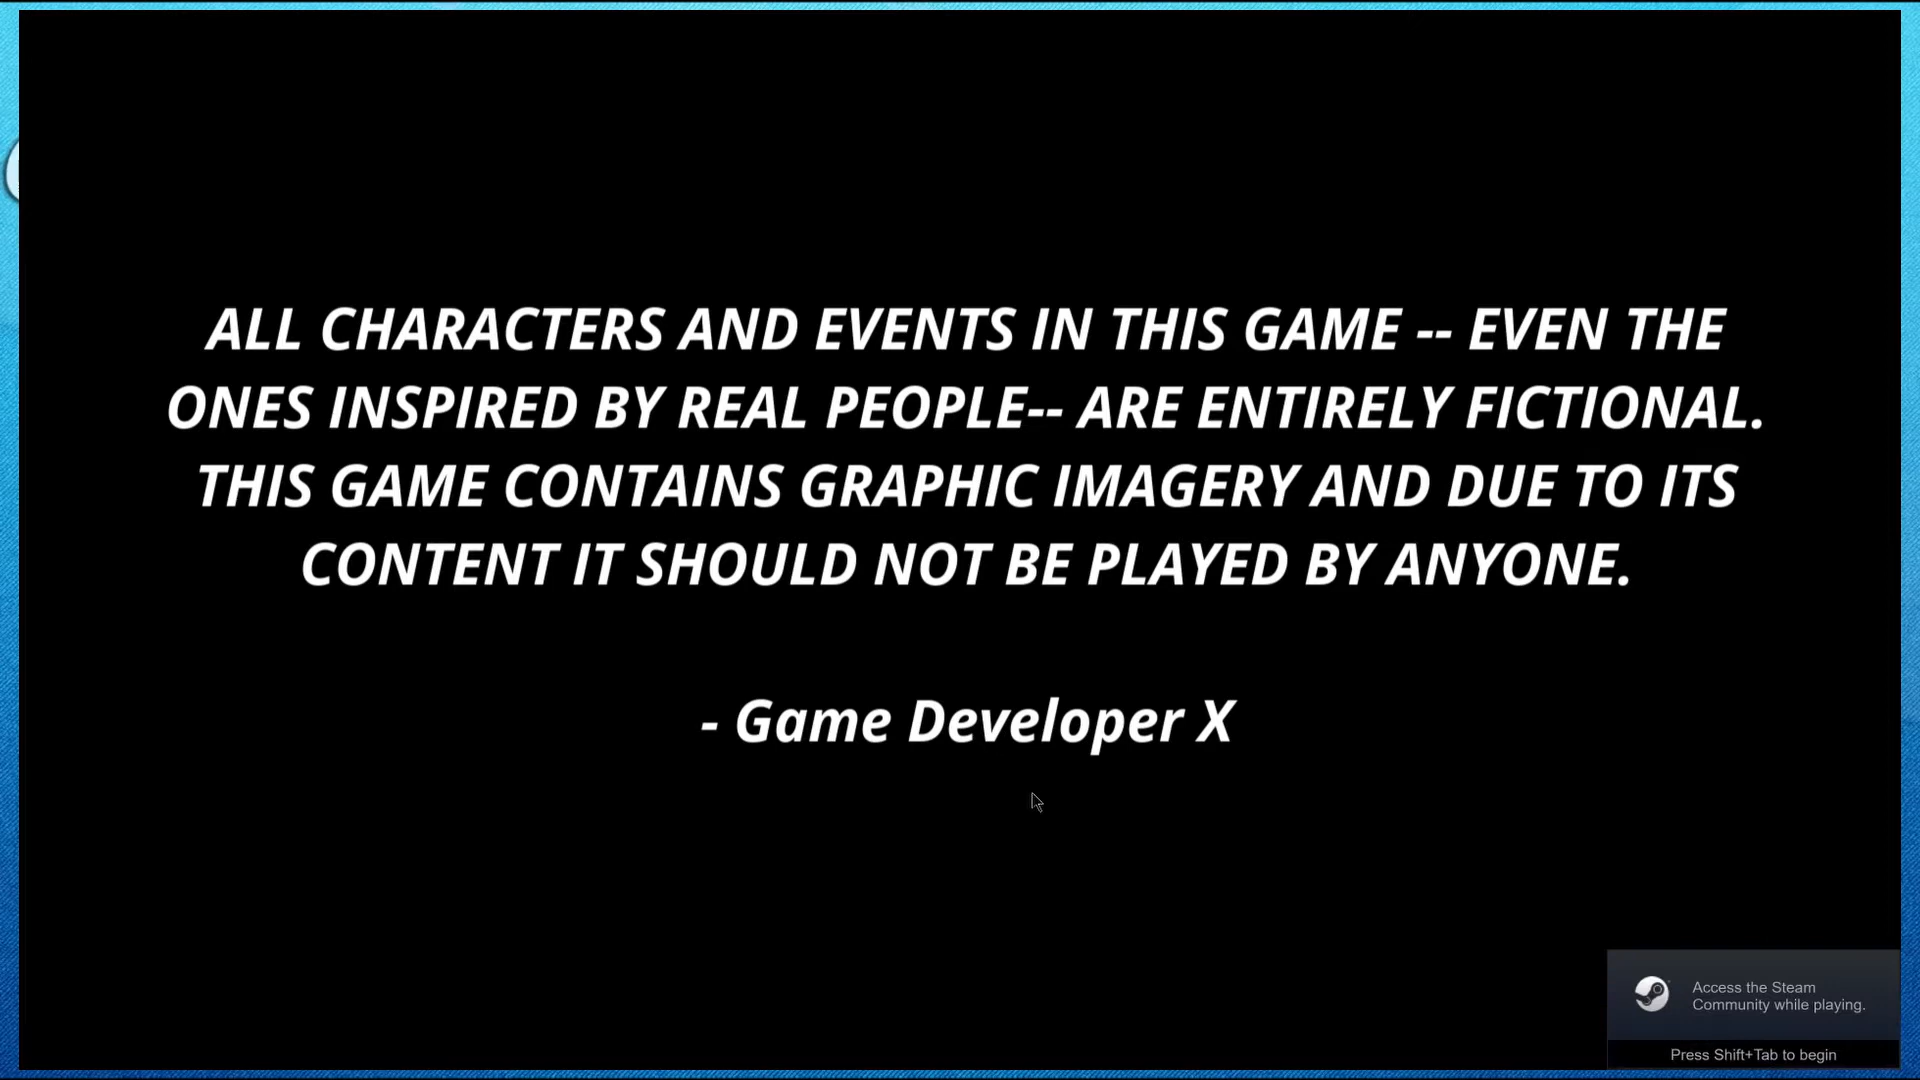 ALL CHARACTERS AND EVENTS IN THIS GAME -- EVEN THE
ONES INSPIRED BY REAL PEOPLE-- ARE ENTIRELY FICTIONAL.
THIS GAME CONTAINS GRAPHIC IMAGERY AND DUE TO ITS
CONTENT IT SHOULD NOT BE PLAYED BY ANYONE.
- Game Developer X
Access the Steam
Community while playing.
Press Shift+Tab to begin